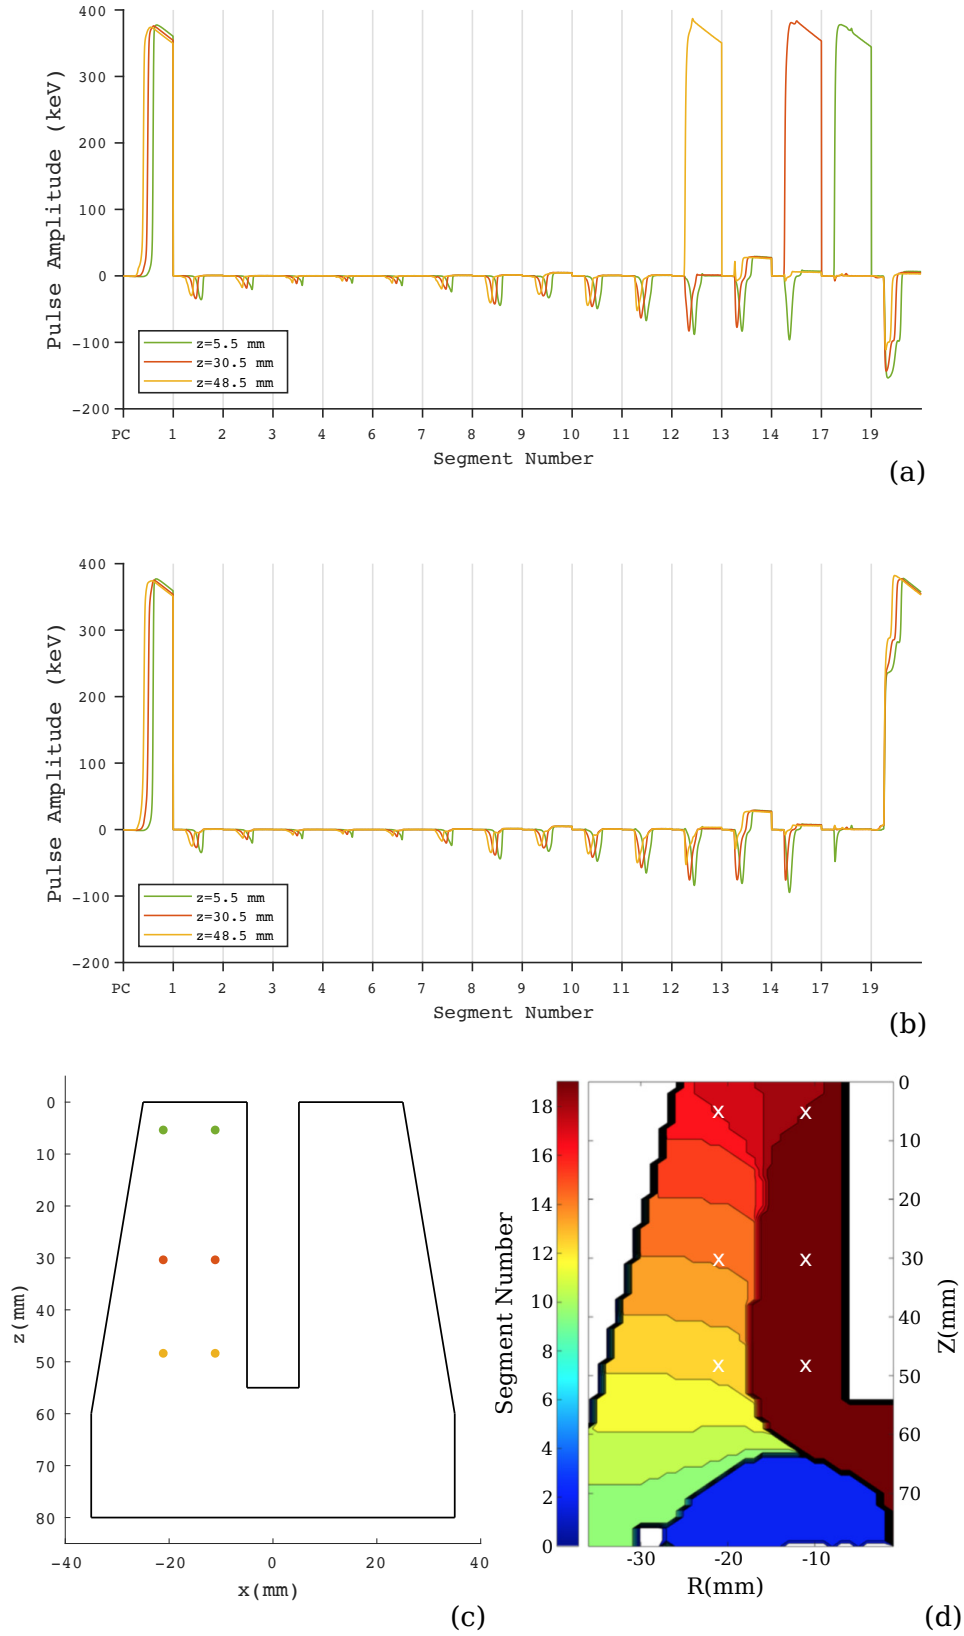 400
300
200
100
0
-100
-200
Pulse Amplitude (keV)
z=5.5 mm
z=30.5 mm
z=48.5 mm
PC 1 2 3 4 6 7 8 9 10 11 12 13 14 17 19
Segment Number
(a)
400
300
200
100
0
-100
-200
Pulse Amplitude (keV)
z=5.5 mm
z=30.5 mm
z=48.5 mm
PC 1 2 3 4 6 7 8 9 10 11 12 13 14 17 19
Segment Number
(b)
0
10
20
30
40
50
60
70
80
z(mm)
-40 -20 0 20 40
x(mm)
(c)
18
16
14
12
10
8
6
4
2
0
Segment Number
x x
x x
x x
0
10
20
30
40
50
60
70
Z(mm)
-30 -20 -10
R(mm)
(d)